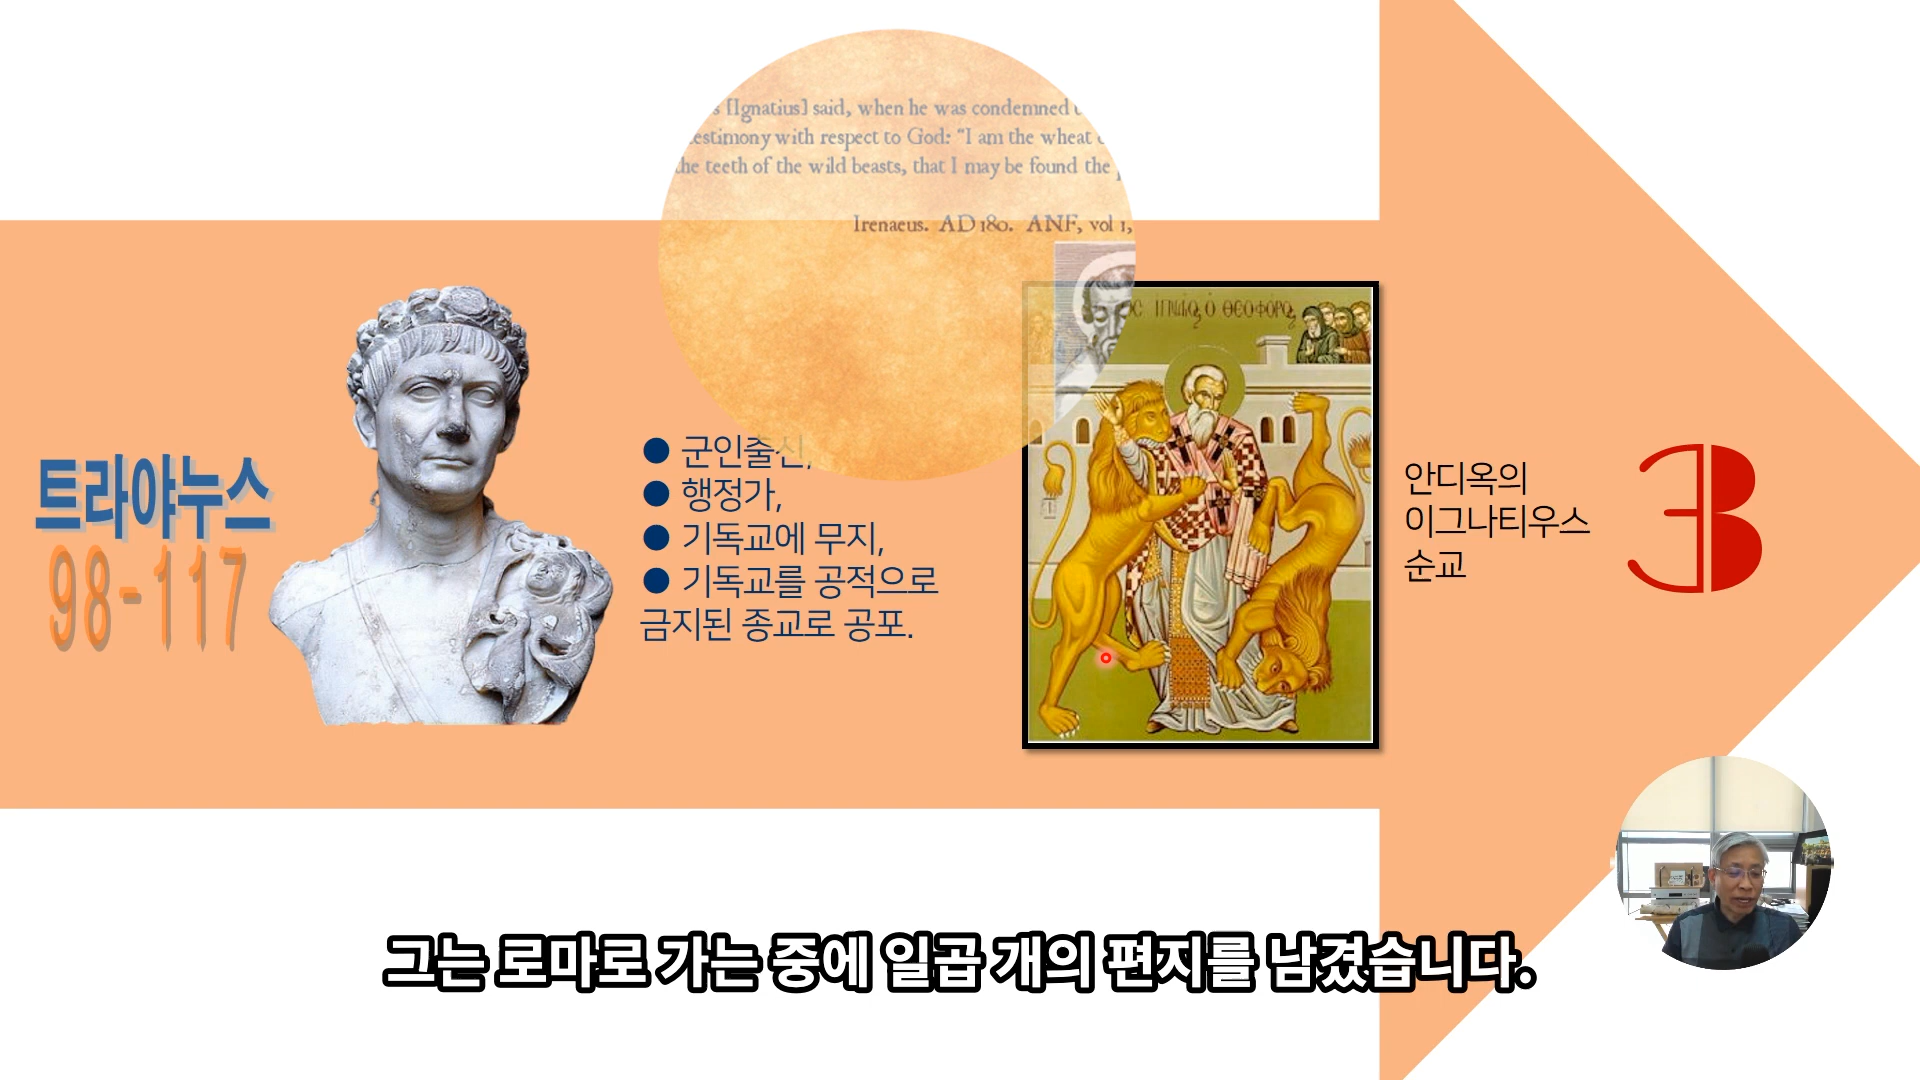 s [Ignatius] said, when he was condemned
testimony with respect to God: “I am the wheat
the teeth of the wild beasts, that I may be found the
Irenaeus. AD 180. ANF, vol 1,
Ο ΘΕΟΦΟΡΟς
트라야누스
98-117
● 군인출신,
● 행정가,
● 기독교에 무지,
● 기독교를 공적으로
금지된 종교로 공포.
안디옥의
이그나티우스
순교
3
그는 로마로 가는 중에 일곱 개의 편지를 남겼습니다.